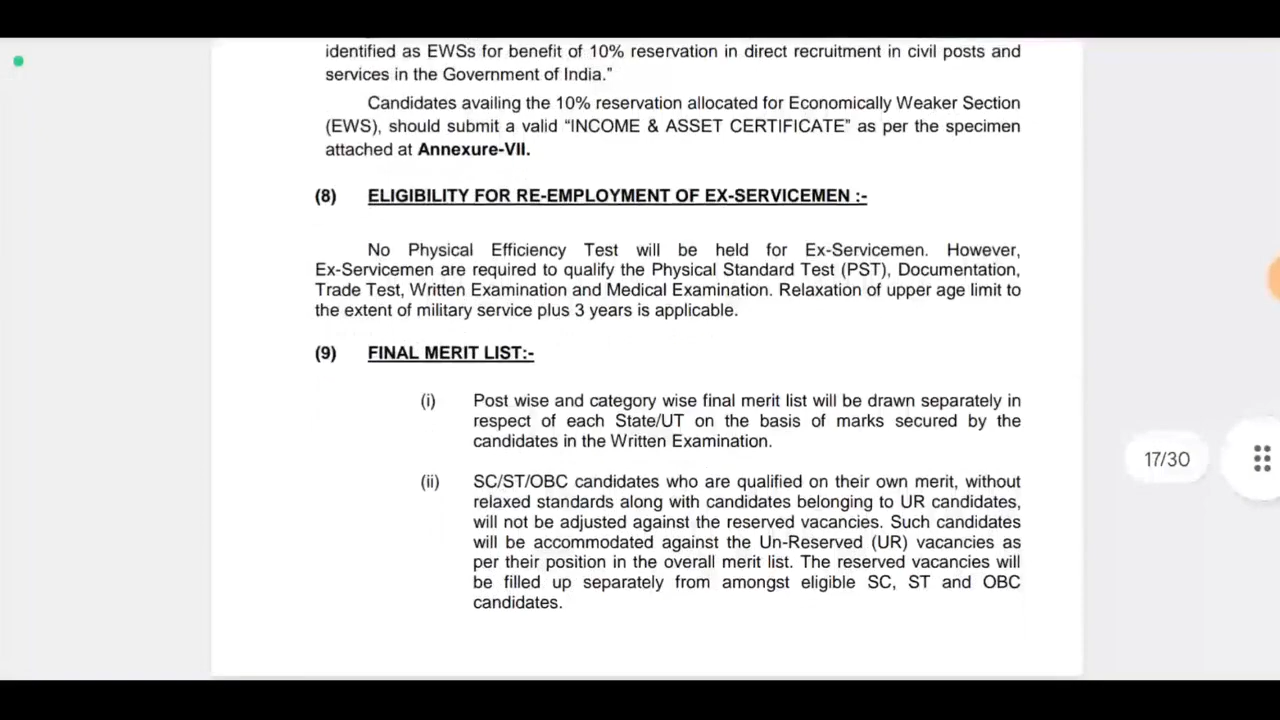 identified as EWSs for benefit of 10% reservation in direct recruitment in civil posts and
services in the Government of India."
Candidates availing the 10% reservation allocated for Economically Weaker Section
(EWS), should submit a valid “INCOME & ASSET CERTIFICATE” as per the specimen
attached at Annexure-VII.
(8) ELIGIBILITY FOR RE-EMPLOYMENT OF EX-SERVICEMEN :-
No Physical Efficiency Test will be held for Ex-Servicemen. However,
Ex-Servicemen are required to qualify the Physical Standard Test (PST), Documentation,
Trade Test, Written Examination and Medical Examination. Relaxation of upper age limit to
the extent of military service plus 3 years is applicable.
(9) FINAL MERIT LIST:-
(i) Post wise and category wise final merit list will be drawn separately in
respect of each State/UT on the basis of marks secured by the
candidates in the Written Examination.
(ii) SC/ST/OBC candidates who are qualified on their own merit, without
relaxed standards along with candidates belonging to UR candidates,
will not be adjusted against the reserved vacancies. Such candidates
will be accommodated against the Un-Reserved (UR) vacancies as
per their position in the overall merit list. The reserved vacancies will
be filled up separately from amongst eligible SC, ST and OBC
candidates.
17/30